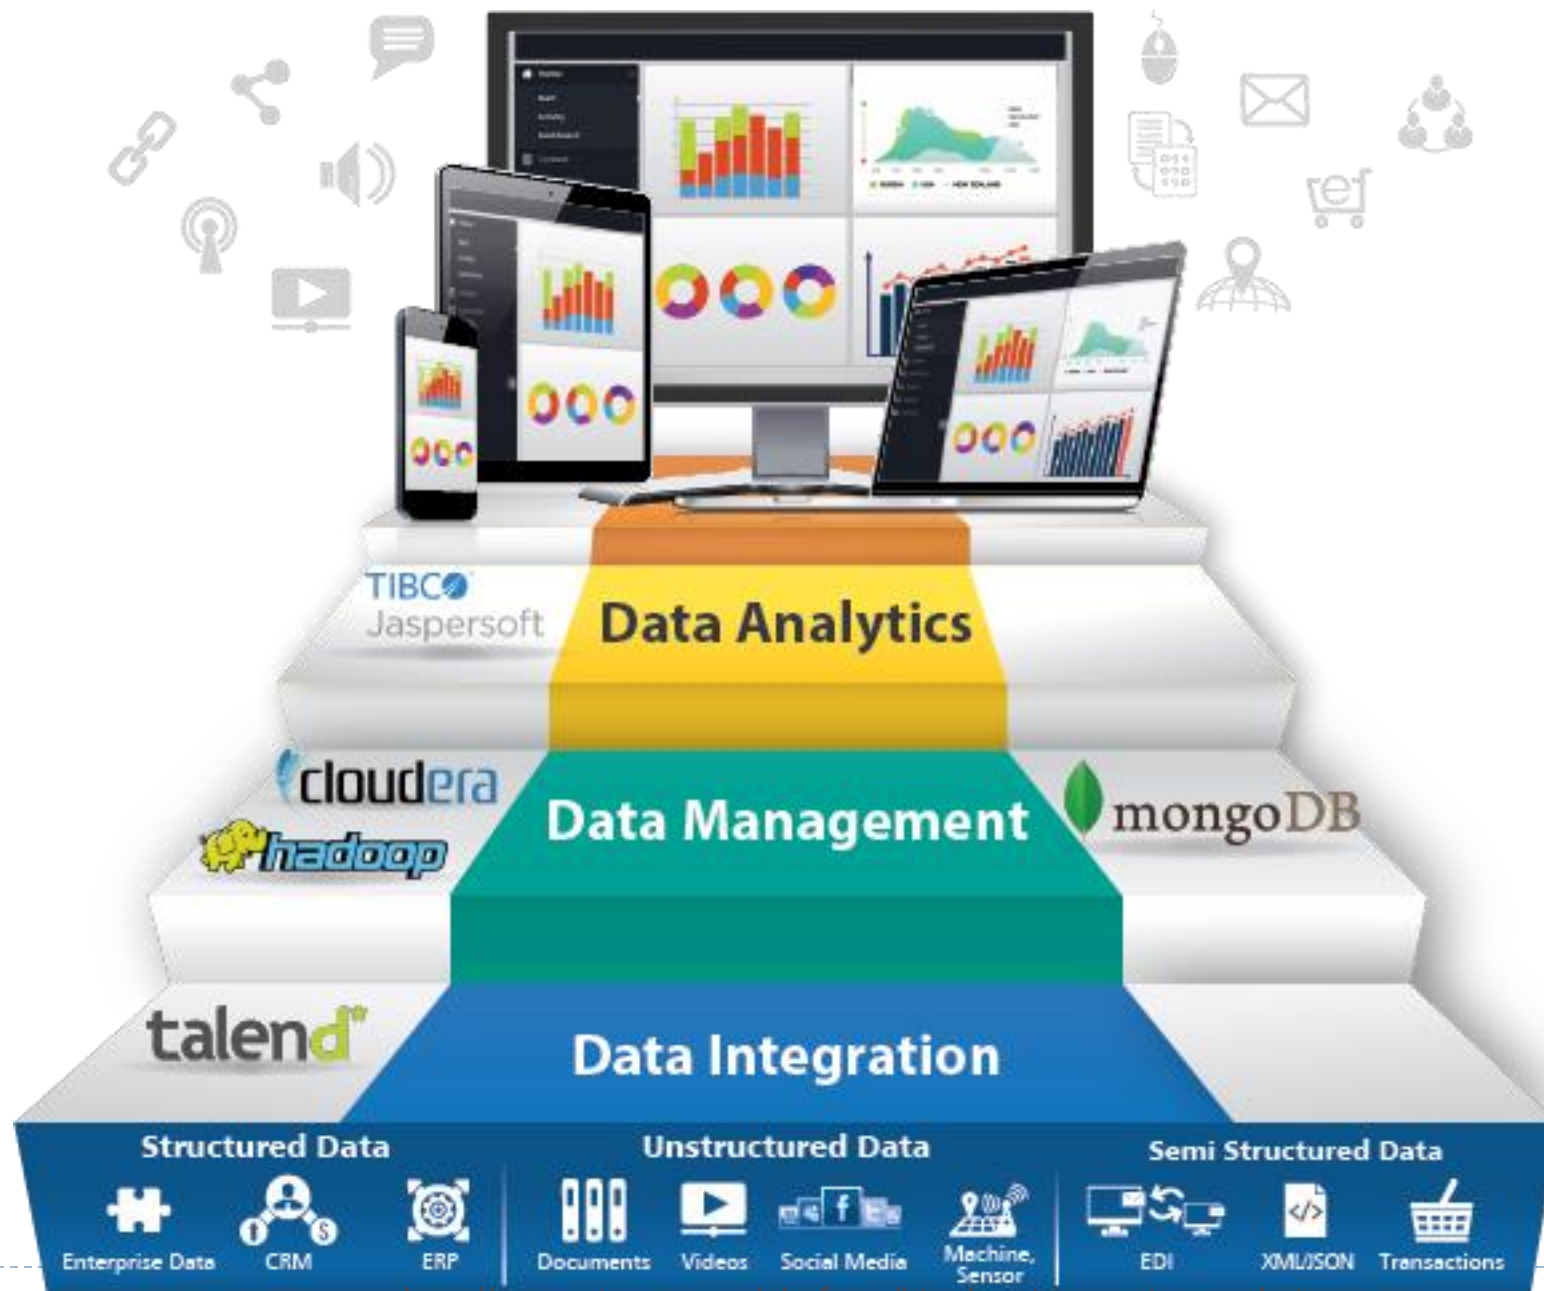 TIBCO
Jaspersoft
Data Analytics
cloudera
hadoop
Data Management
mongoDB
talend
Data Integration
Structured Data
Unstructured Data
Semi Structured Data
Enterprise Data
CRM
ERP
Documents
Videos
Social Media
Machine,
Sensor
EDI
XML/JSON
Transactions